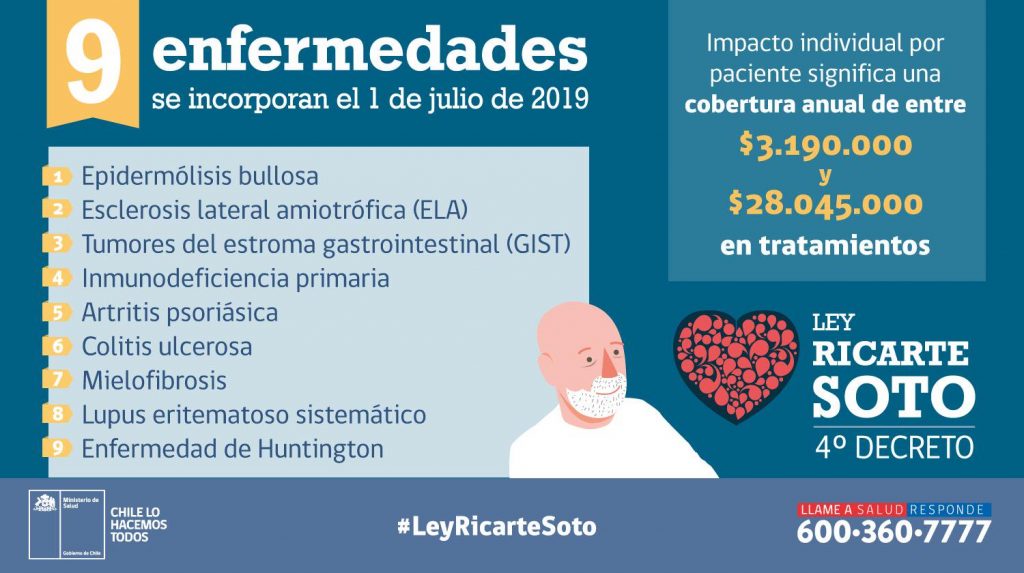 9 enfermedades
se incorporan el 1 de julio de 2019
1 Epidermólisis bullosa
2 Esclerosis lateral amiotrófica (ELA)
3 Tumores del estroma gastrointestinal (GIST)
4 Inmunodeficiencia primaria
5 Artritis psoriásica
6 Colitis ulcerosa
7 Mielofibrosis
8 Lupus eritematoso sistemático
9 Enfermedad de Huntington
Impacto individual por
paciente significa una
cobertura anual de entre
$3.190.000
y
$28.045.000
en tratamientos
LEY
RICARTE
SOTO
4º DECRETO
Ministerio de
Salud
Gobierno de Chile
CHILE LO
HACEMOS
TODOS
#LeyRicarteSoto
LLAME A SALUD RESPONDE
600·360·7777